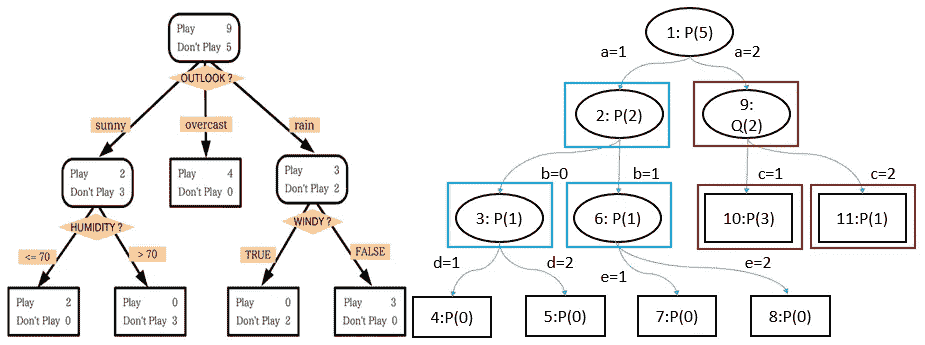 Play 9
Don't Play 5
OUTLOOK ?
sunny
overcast
rain
Play 2
Don't Play 3
Play 4
Don't Play 0
Play 3
Don't Play 2
HUMIDITY ?
WINDY ?
<= 70
> 70
TRUE
FALSE
Play 2
Don't Play 0
Play 0
Don't Play 3
Play 0
Don't Play 2
Play 3
Don't Play 0
1: P(5)
a=1
a=2
2: P(2)
9:
Q(2)
b=0
b=1
c=1
c=2
3: P(1)
6: P(1)
10:P(3)
11:P(1)
d=1
d=2
e=1
e=2
4:P(0)
5:P(0)
7:P(0)
8:P(0)